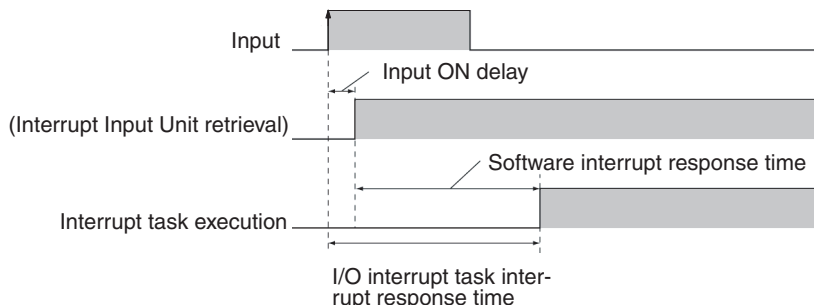 Input
Input ON delay
(Interrupt Input Unit retrieval)
Software interrupt response time
Interrupt task execution
I/O interrupt task inter-
rupt response time